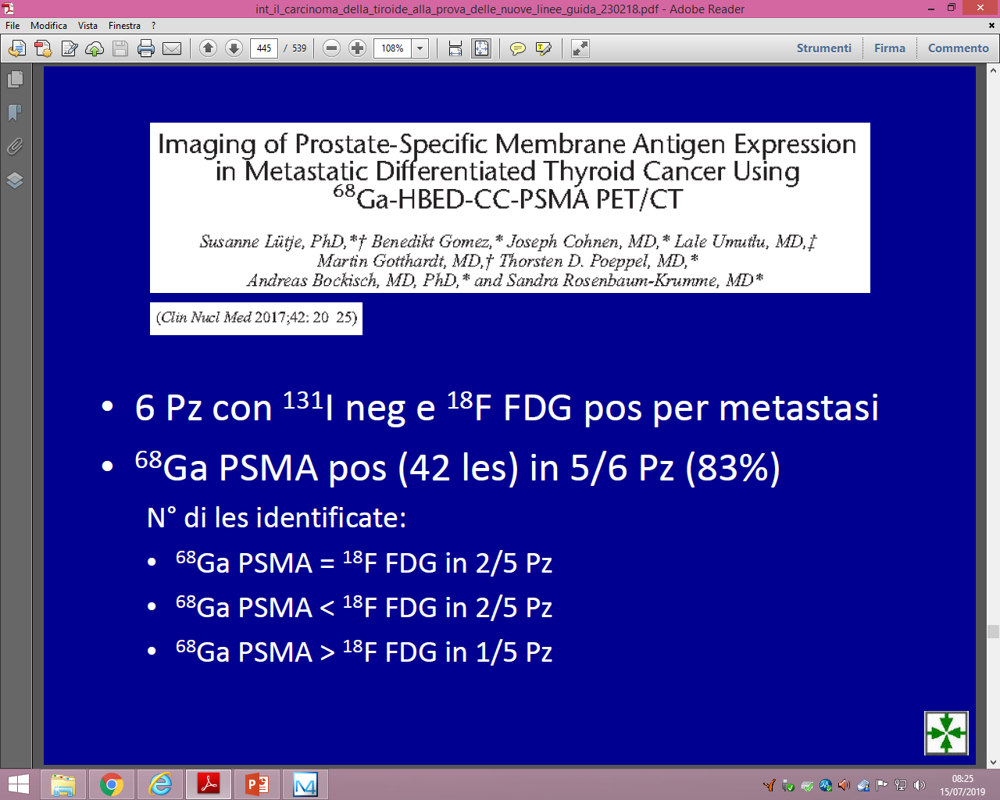 int_il_carcinoma_della_tiroide_alla_prova_delle_nuove_linee_guida_230218.pdf - Adobe Reader
File Modifica Vista Finestra ?
445 / 539 108% Strumenti Firma Commento
Imaging of Prostate-Specific Membrane Antigen Expression
in Metastatic Differentiated Thyroid Cancer Using
⁶⁸Ga-HBED-CC-PSMA PET/CT
Susanne Lütje, PhD,*† Benedikt Gomez,* Joseph Cohnen, MD,* Lale Umutlu, MD,‡
Martin Gotthardt, MD,† Thorsten D. Poeppel, MD,*
Andreas Bockisch, MD, PhD,* and Sandra Rosenbaum-Krumme, MD*
(Clin Nucl Med 2017;42: 20 25)
• 6 Pz con ¹³¹I neg e ¹⁸F FDG pos per metastasi
• ⁶⁸Ga PSMA pos (42 les) in 5/6 Pz (83%)
N° di les identificate:
• ⁶⁸Ga PSMA = ¹⁸F FDG in 2/5 Pz
• ⁶⁸Ga PSMA < ¹⁸F FDG in 2/5 Pz
• ⁶⁸Ga PSMA > ¹⁸F FDG in 1/5 Pz
08:25
15/07/2019